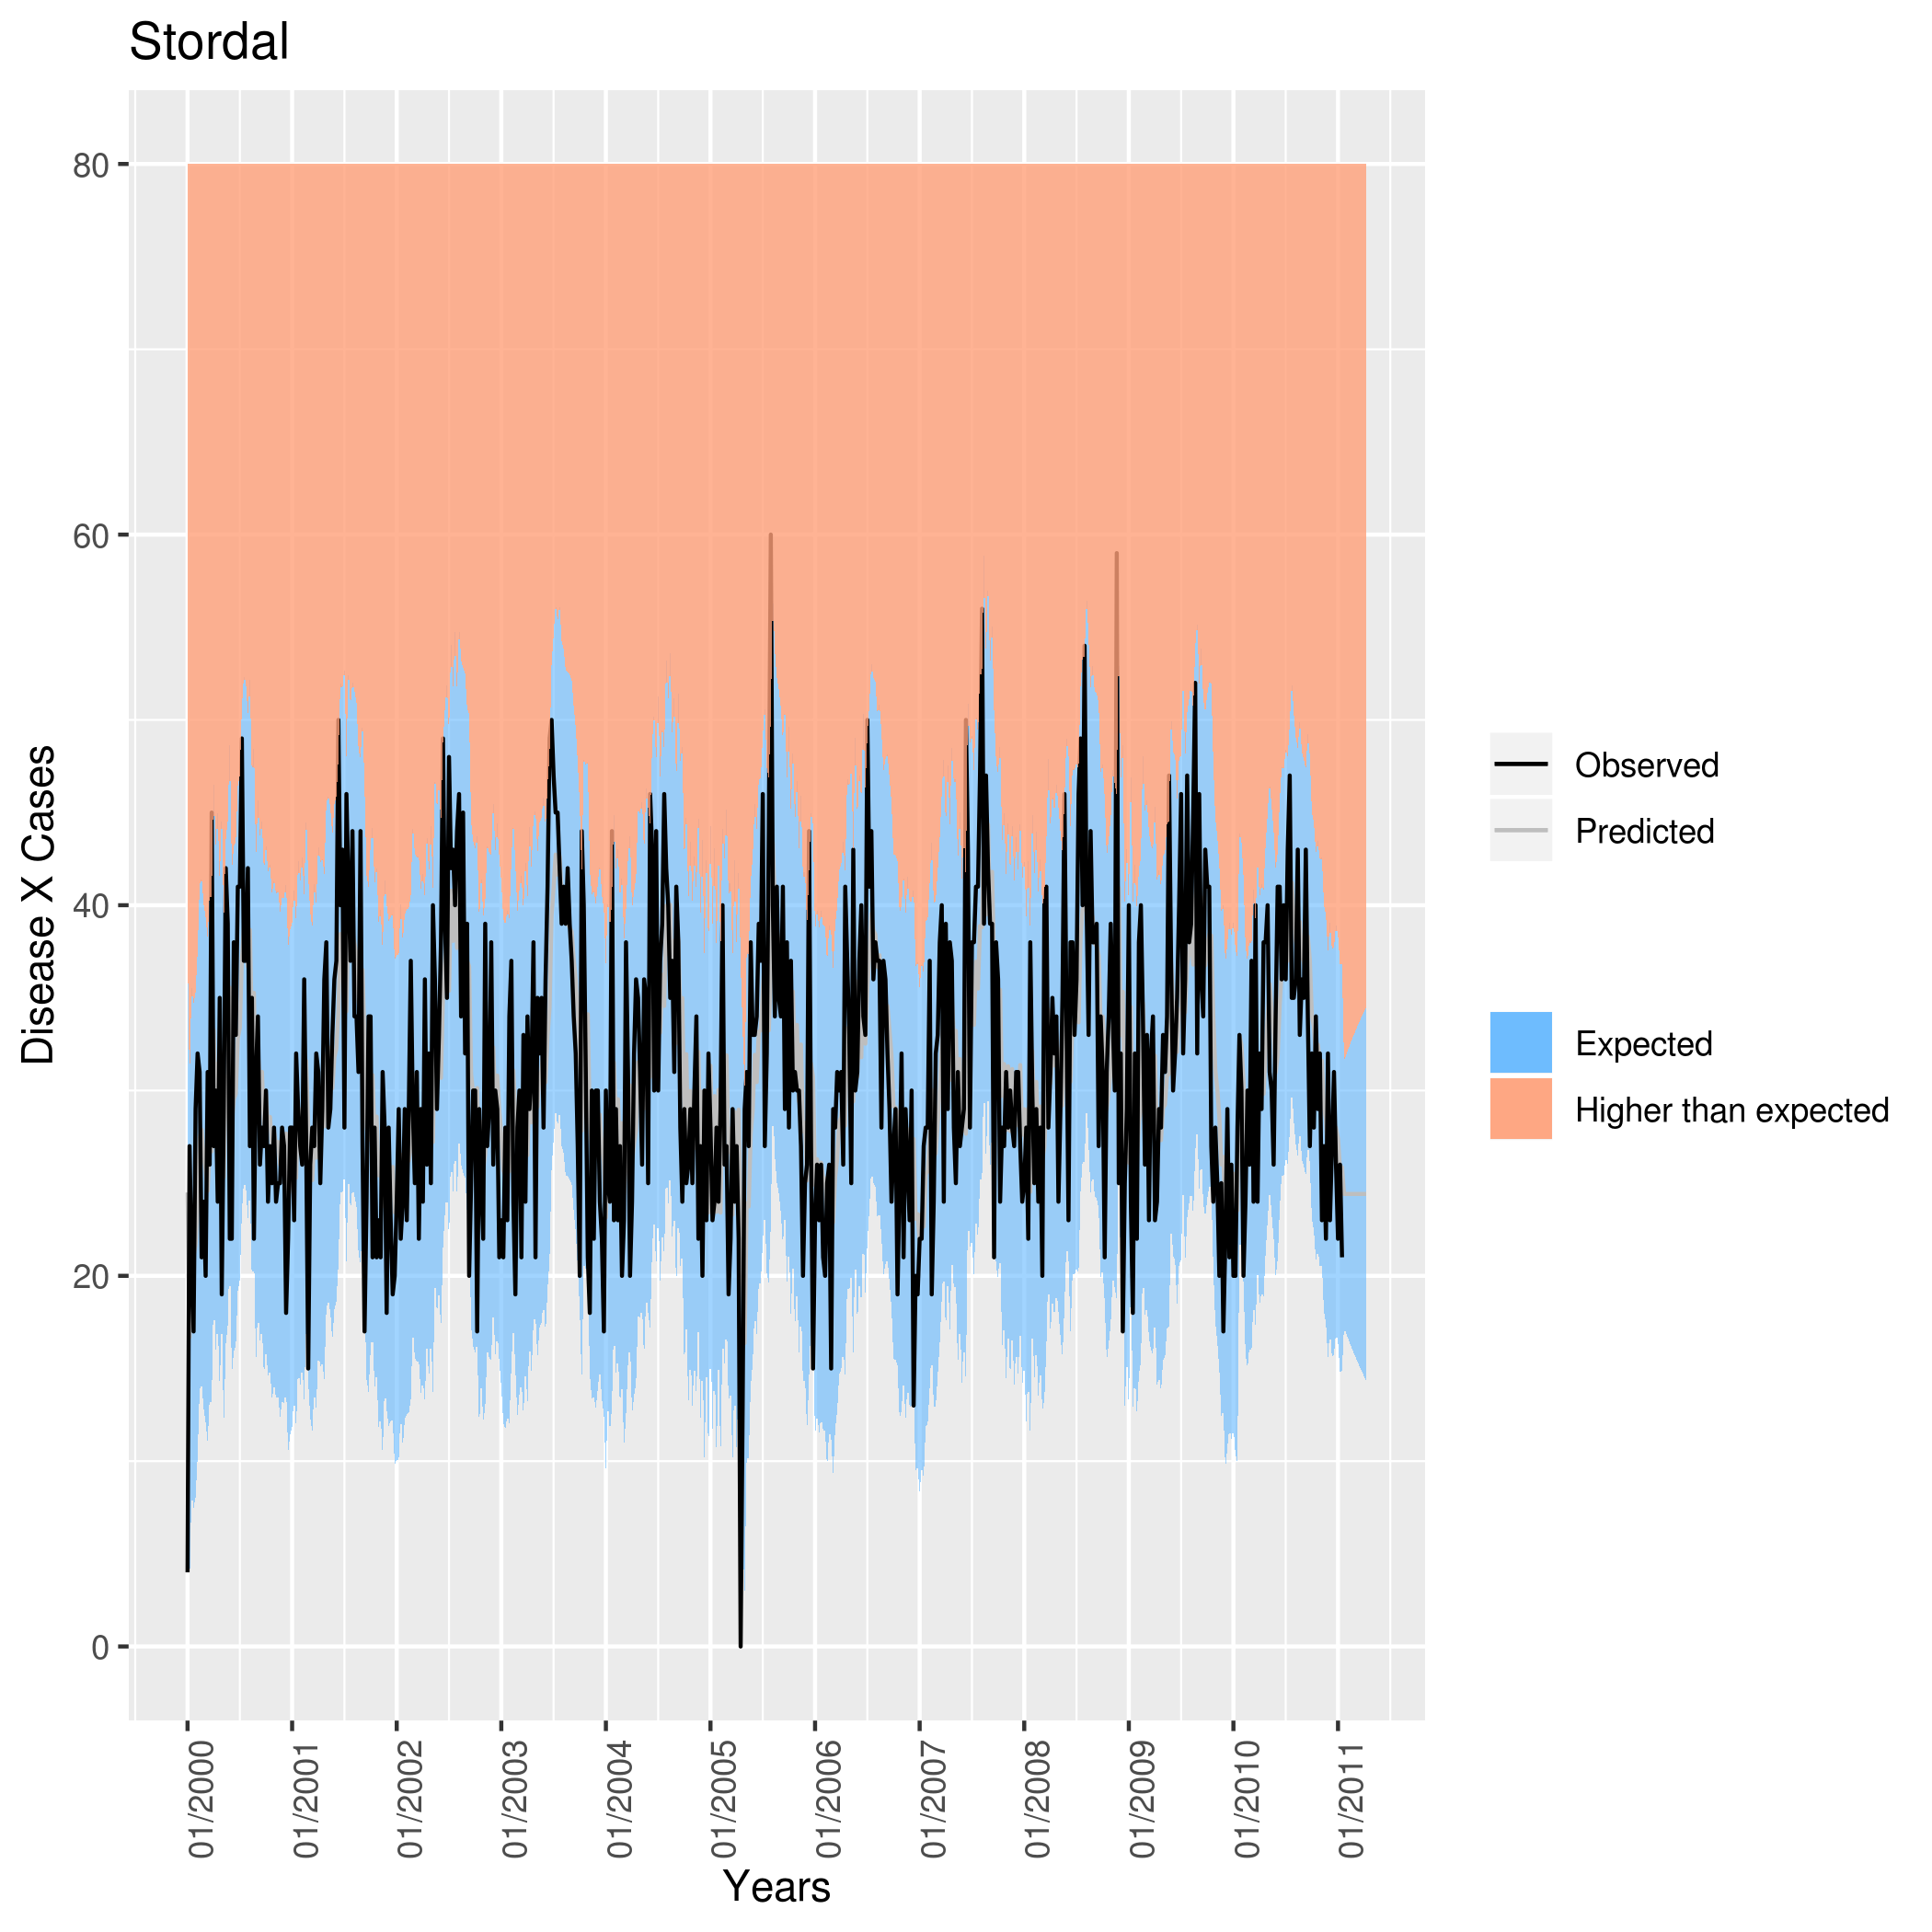 Stordal
Disease X Cases
80
60
40
20
0
01/2000
01/2001
01/2002
01/2003
01/2004
01/2005
01/2006
01/2007
01/2008
01/2009
01/2010
01/2011
Years
Observed
Predicted
Expected
Higher than expected